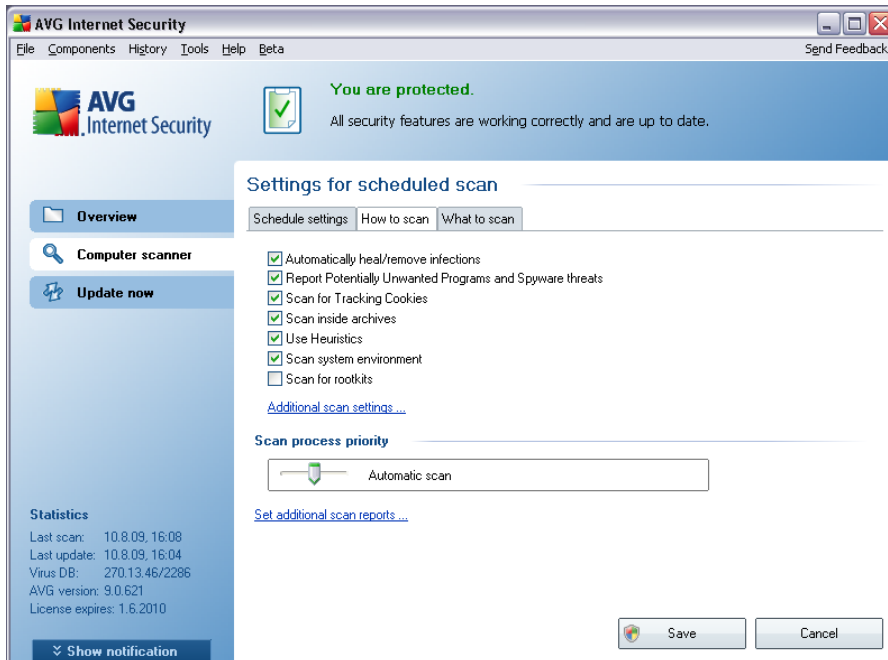 AVG Internet Security
File Components History Tools Help Beta
Send Feedback
AVG
Internet Security
You are protected.
All security features are working correctly and are up to date.
Overview
Computer scanner
Update now
Settings for scheduled scan
Schedule settings
How to scan
What to scan
Automatically heal/remove infections
Report Potentially Unwanted Programs and Spyware threats
Scan for Tracking Cookies
Scan inside archives
Use Heuristics
Scan system environment
Scan for rootkits
Additional scan settings ...
Scan process priority
Automatic scan
Set additional scan reports ...
Statistics
Last scan: 10.8.09, 16:08
Last update: 10.8.09, 16:04
Virus DB: 270.13.46/2286
AVG version: 9.0.621
License expires: 1.6.2010
Show notification
Save
Cancel